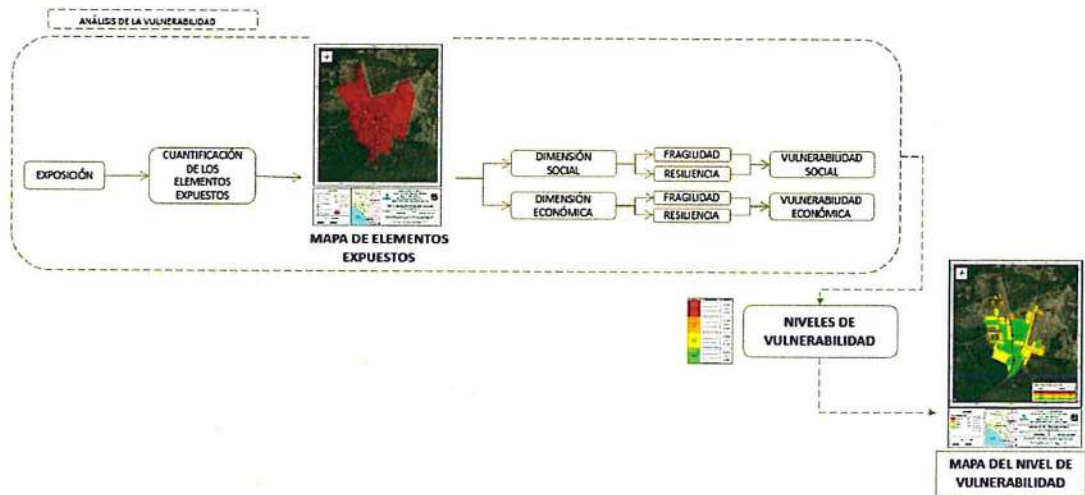 ANÁLISIS DE LA VULNERABILIDAD
EXPOSICIÓN
CUANTIFICACIÓN
DE LOS
ELEMENTOS
EXPUESTOS
MAPA DE ELEMENTOS
EXPUESTOS
DIMENSIÓN
SOCIAL
FRAGILIDAD
RESILIENCIA
VULNERABILIDAD
SOCIAL
DIMENSIÓN
ECONÓMICA
FRAGILIDAD
RESILIENCIA
VULNERABILIDAD
ECONÓMICA
NIVELES DE
VULNERABILIDAD
MAPA DEL NIVEL DE
VULNERABILIDAD